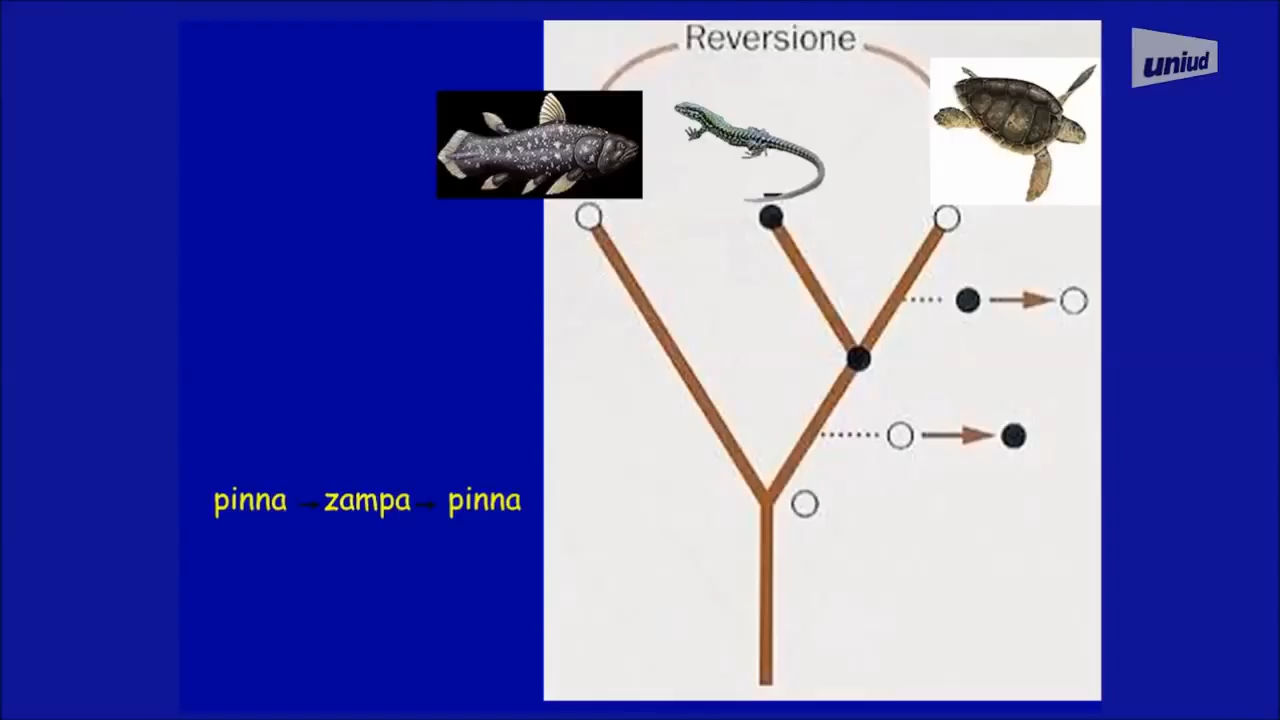 Reversione
uniud
pinna → zampa → pinna